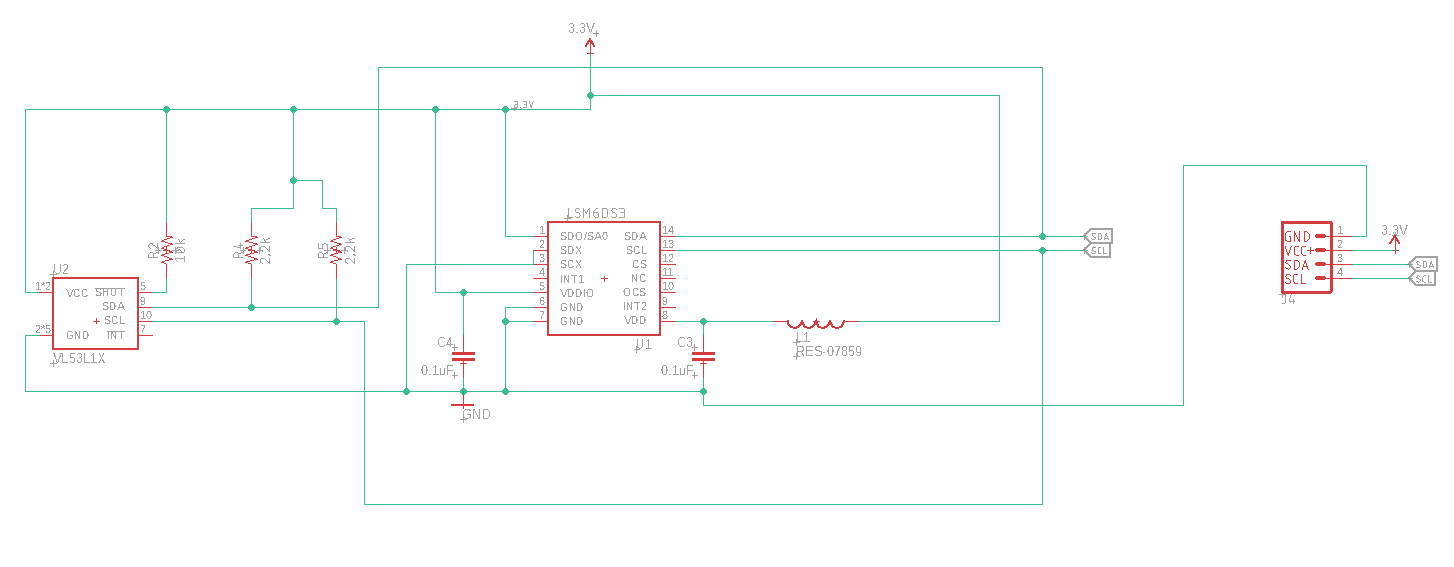 3.3V
3.3V
LSM6DS3
1 SDO/SA0 SDA 14
2 SDX SCL 13
3 SCX CS 12
4 INT1 NC 11
5 VDDIO OCS 10
6 GND INT2 9
7 GND VDD 8
U1
SDA
SCL
R2
10k
R4
2.2k
R5
2.2k
U2
1*2 VCC SHUT 5
SDA 9
SCL 10
2*5 GND INT 7
VL53L1X
C4
0.1uF
GND
C3
0.1uF
L1
RES-07859
3.3V
GND 1
VCC 2
SDA 3
SCL 4
J4
SDA
SCL